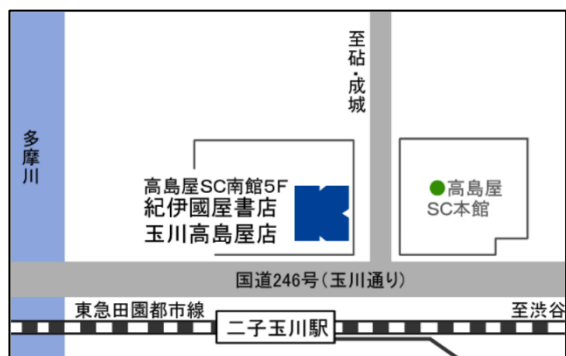 至砧・成城
多摩川
高島屋SC南館5F
紀伊國屋書店
玉川高島屋店
高島屋
SC本館
国道246号(玉川通り)
東急田園都市線
至渋谷
二子玉川駅